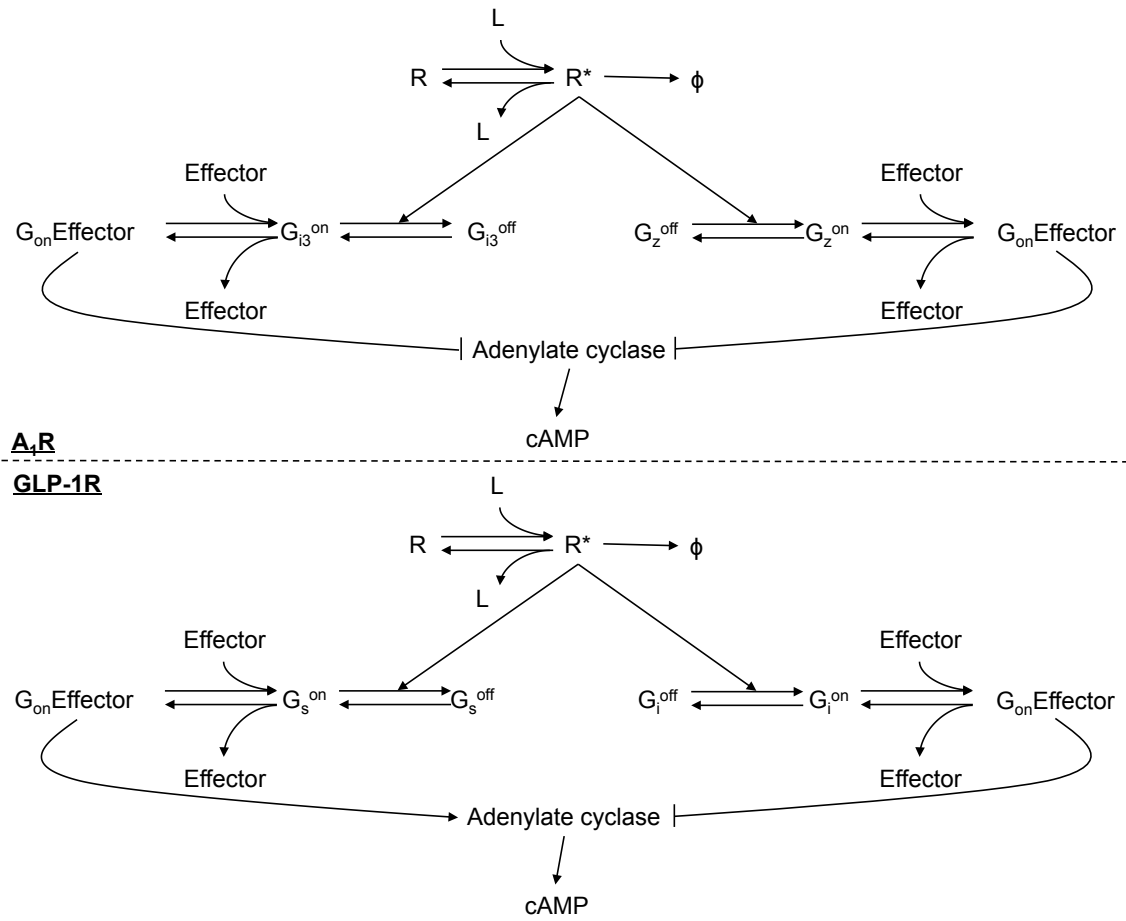 L
R R* ϕ
L
Effector Effector
GonEffector Gi3on Gi3off Gzoff Gzon GonEffector
Effector Effector
Adenylate cyclase
cAMP
A1R
GLP-1R
L
R R* ϕ
L
Effector Effector
GonEffector Gson Gsoff Gioff Gion GonEffector
Effector Effector
Adenylate cyclase
cAMP